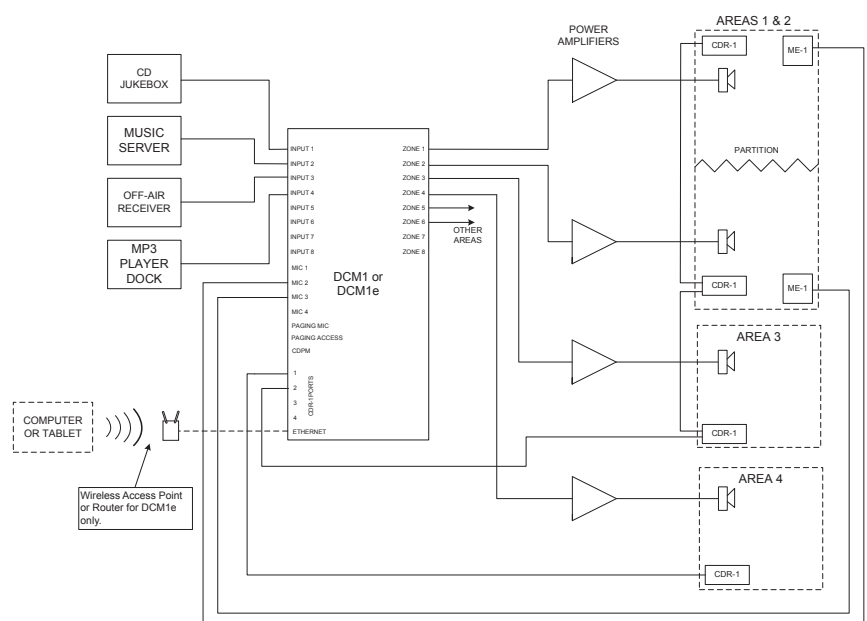 POWER
AMPLIFIERS
AREAS 1 & 2
CDR-1
ME-1
CD
JUKEBOX
MUSIC
SERVER
OFF-AIR
RECEIVER
MP3
PLAYER
DOCK
INPUT 1
INPUT 2
INPUT 3
INPUT 4
INPUT 5
INPUT 6
INPUT 7
INPUT 8
MIC 1
MIC 2
MIC 3
MIC 4
PAGING MIC
PAGING ACCESS
CDPM
1
2
3
4
CDR-1PORTS
ETHERNET
DCM1 or
DCM1e
ZONE 1
ZONE 2
ZONE 3
ZONE 4
ZONE 5
ZONE 6
ZONE 7
ZONE 8
OTHER
AREAS
PARTITION
CDR-1
ME-1
AREA 3
CDR-1
AREA 4
CDR-1
COMPUTER
OR TABLET
Wireless Access Point
or Router for DCM1e
only.